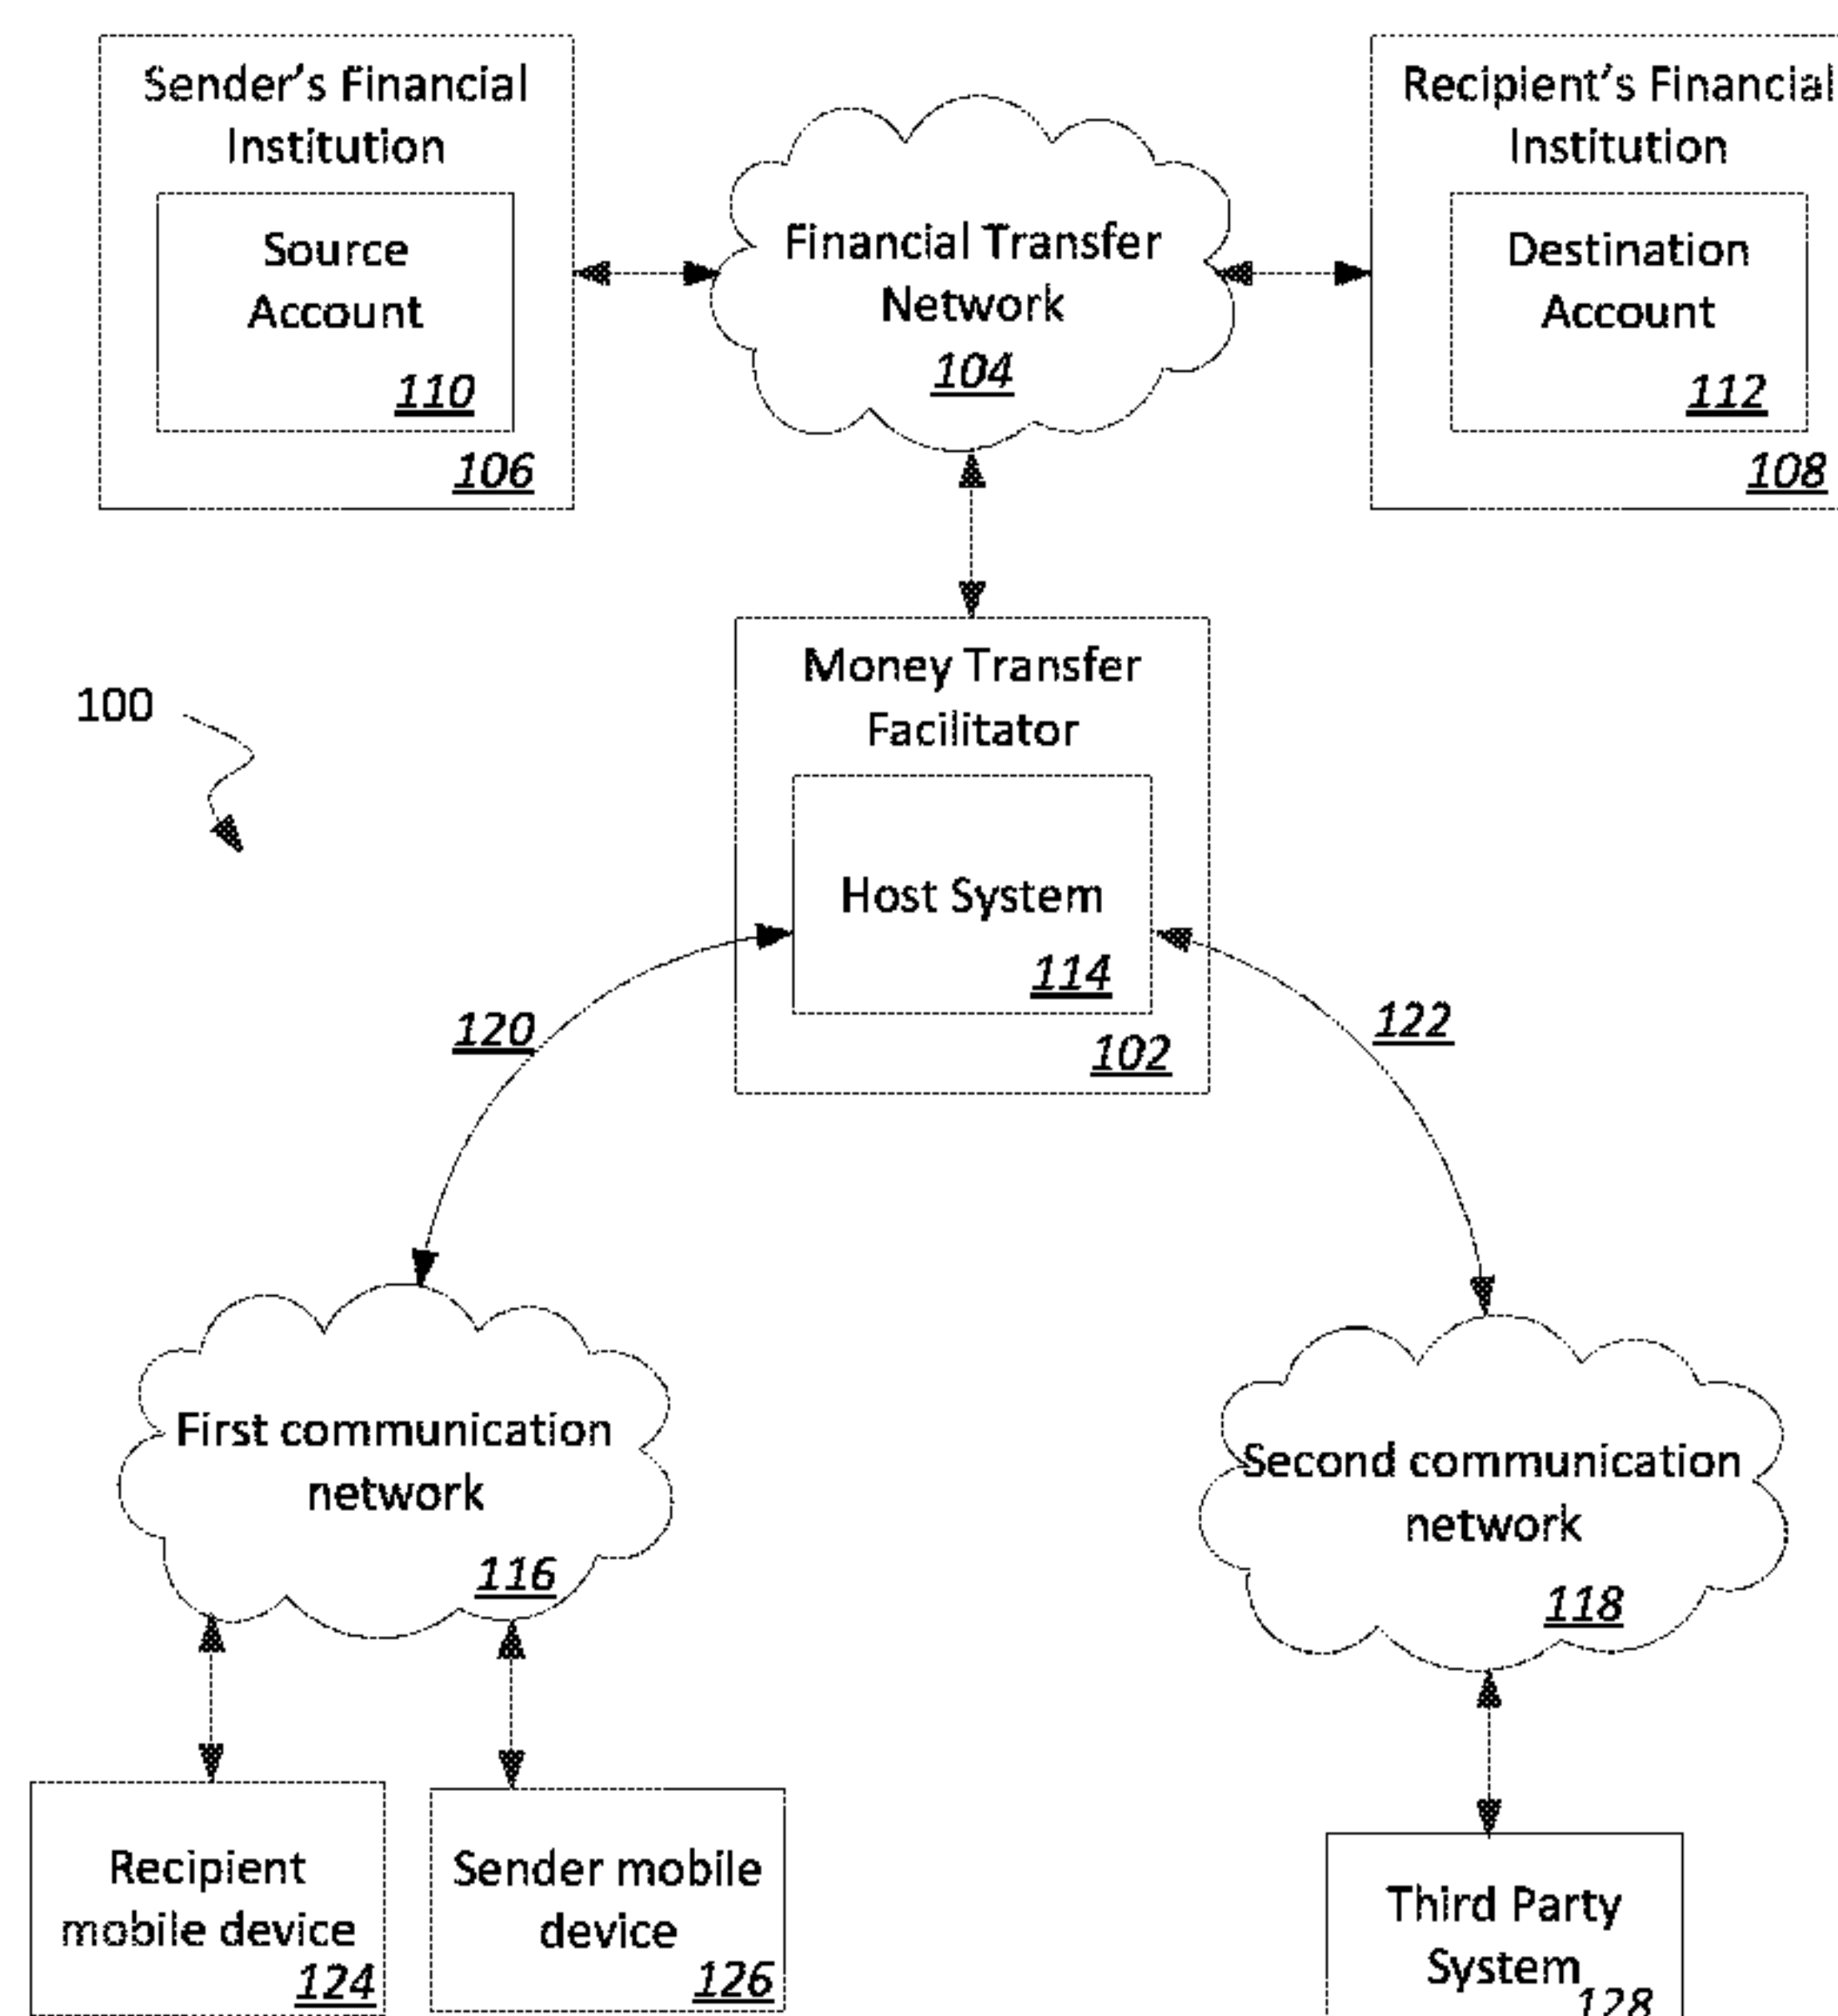 Sender's Financial
Institution
Source
Account
110
106
Financial Transfer
Network
104
Recipient's Financial
Institution
Destination
Account
112
108
100
Money Transfer
Facilitator
Host System
114
102
120
122
First communication
network
116
Second communication
network
118
Recipient
mobile device
124
Sender mobile
device
126
Third Party
System
128